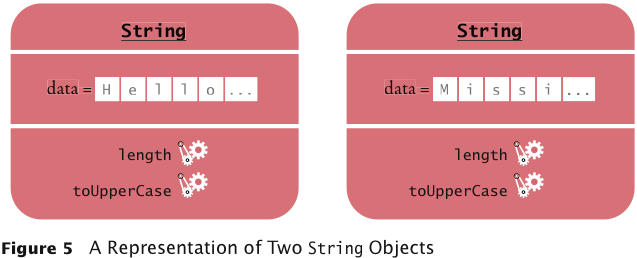 String
data = H e l l o ...
length
toUpperCase
String
data = M i s s i ...
length
toUpperCase
Figure 5 A Representation of Two String Objects